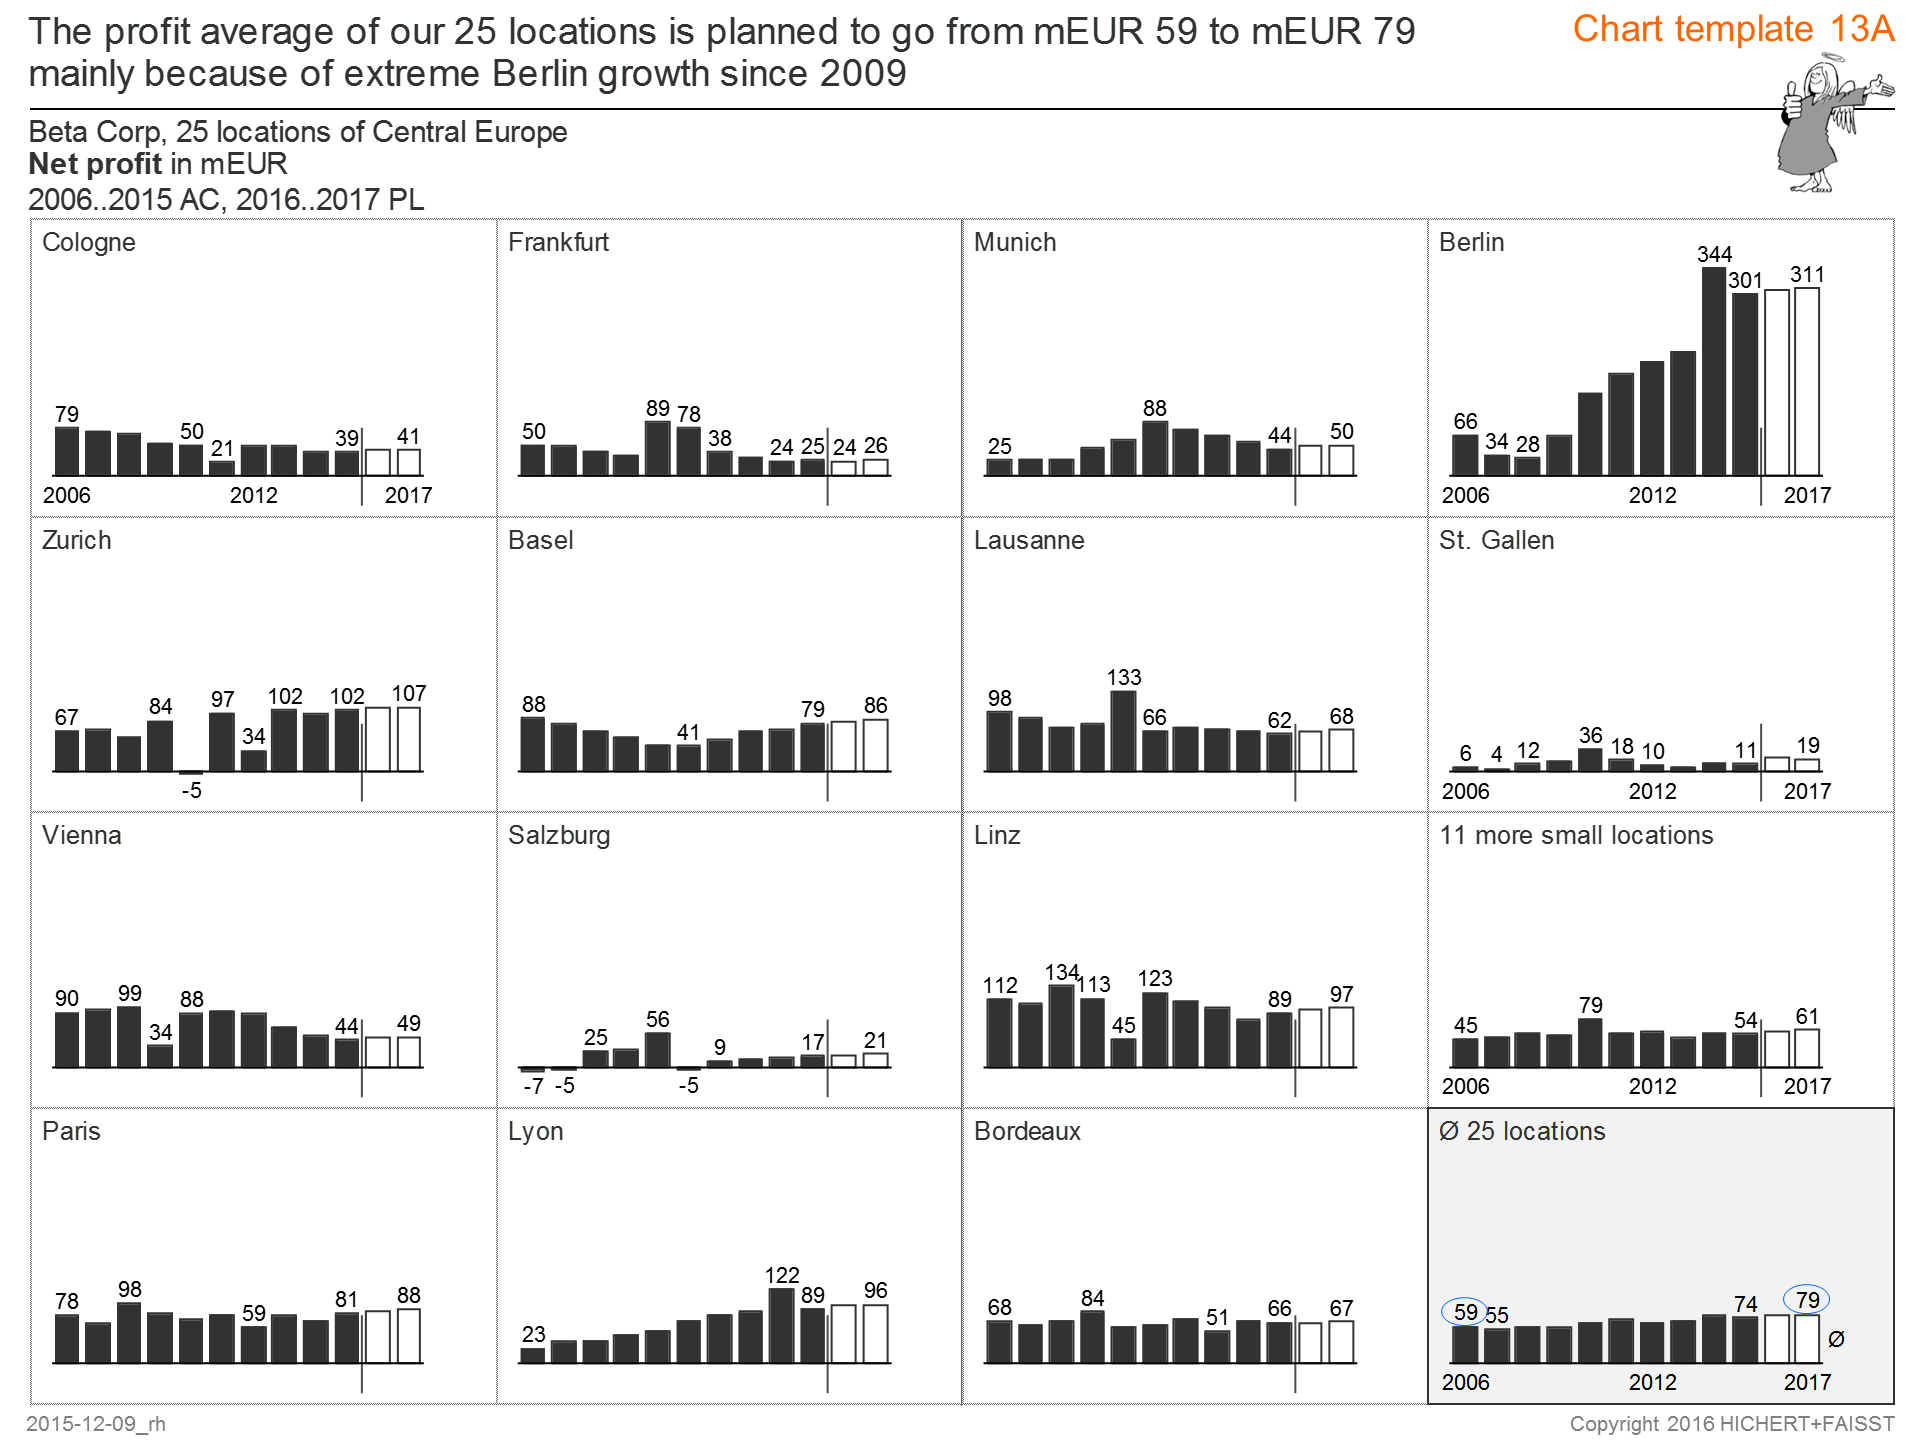 The profit average of our 25 locations is planned to go from mEUR 59 to mEUR 79
mainly because of extreme Berlin growth since 2009
Chart template 13A
Beta Corp, 25 locations of Central Europe
Net profit in mEUR
2006..2015 AC, 2016..2017 PL
Cologne
79 50 21 39 41
2006 2012 2017
Frankfurt
50 89 78 38 24 25 24 26
Munich
25 88 44 50
Berlin
66 34 28 344 301 311
2006 2012 2017
Zurich
67 84 -5 97 34 102 102 107
Basel
88 41 79 86
Lausanne
98 133 66 62 68
St. Gallen
6 4 12 36 18 10 11 19
2006 2012 2017
Vienna
90 99 34 88 44 49
Salzburg
-7 -5 25 56 -5 9 17 21
Linz
112 134 113 45 123 89 97
11 more small locations
45 79 54 61
2006 2012 2017
Paris
78 98 59 81 88
Lyon
23 122 89 96
Bordeaux
68 84 51 66 67
Ø 25 locations
59 55 74 79
Ø
2006 2012 2017
2015-12-09_rh
Copyright 2016 HICHERT+FAISST